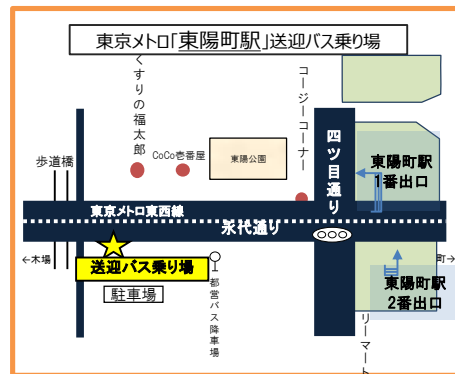 東京メトロ「東陽町駅」送迎バス乗り場
くすりの福太郎
コージーコーナー
CoCo壱番屋
東陽公園
四ツ目通り
東陽町駅
1番出口
歩道橋
東京メトロ東西線
永代通り
←木場
町→
送迎バス乗り場
駐車場
都営バス降車場
東陽町駅
2番出口
リーマート